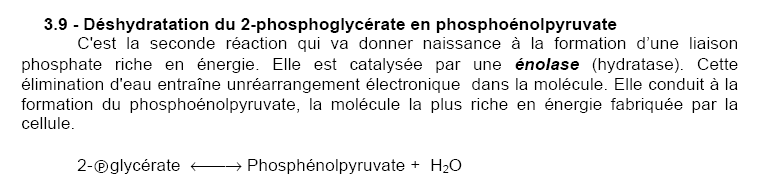 3.9 - Déshydratation du 2-phosphoglycérate en phosphoénolpyruvate
C'est la seconde réaction qui va donner naissance à la formation d'une liaison
phosphate riche en énergie. Elle est catalysée par une énolase (hydratase). Cette
élimination d'eau entraîne unréarrangement électronique dans la molécule. Elle conduit à la
formation du phosphoénolpyruvate, la molécule la plus riche en énergie fabriquée par la
cellule.
2-Ⓟglycérate ⟵⟶ Phosphénolpyruvate + H₂O